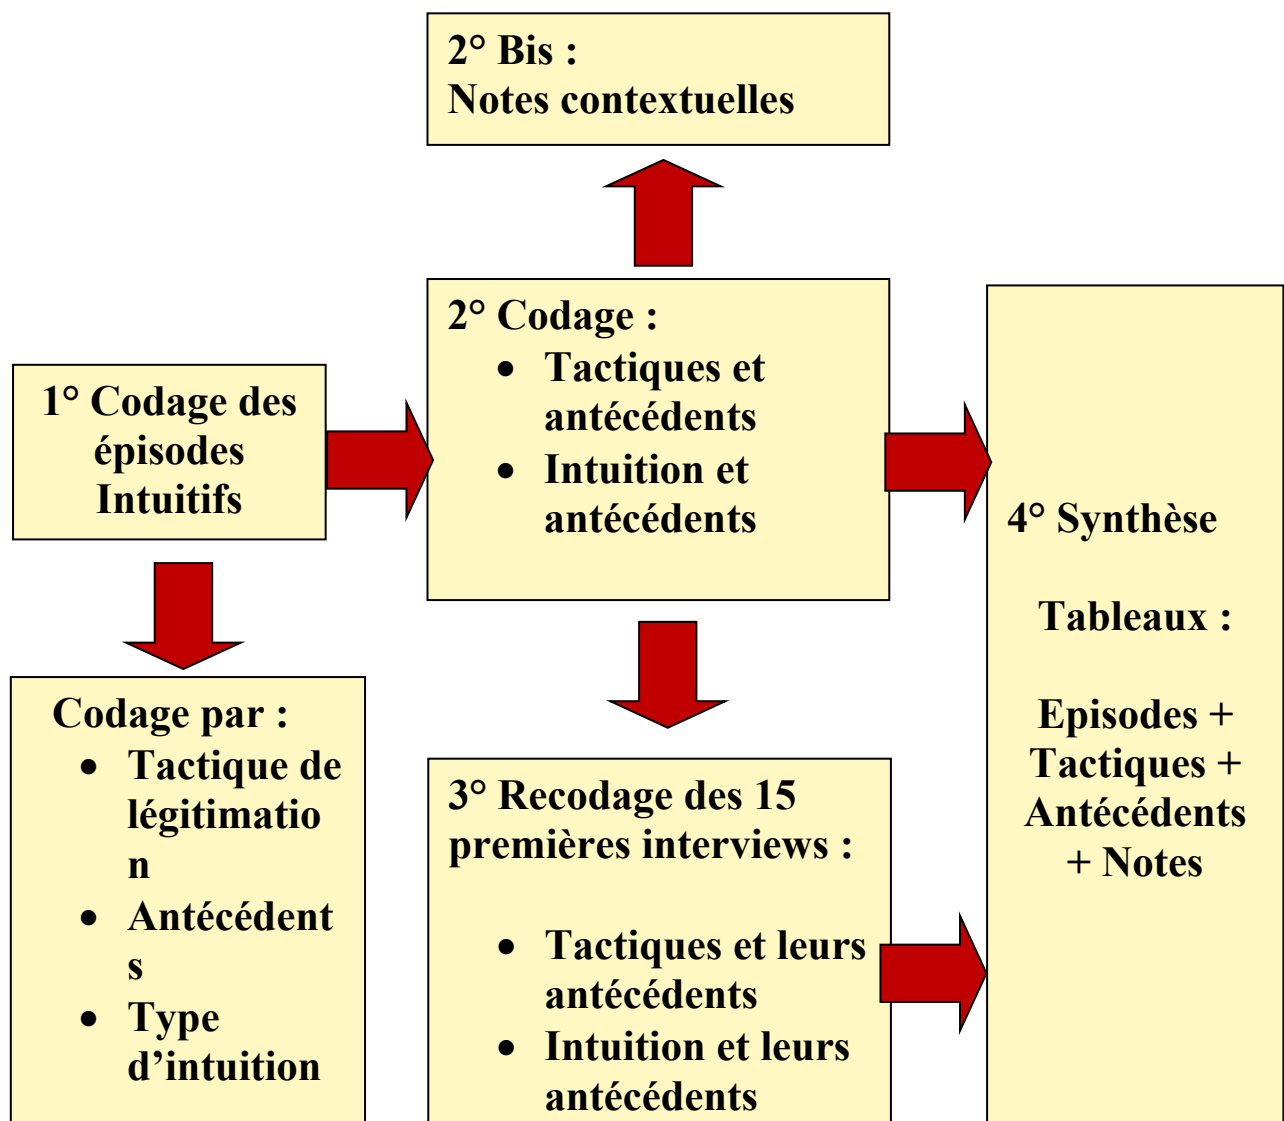 2° Bis :
Notes contextuelles
2° Codage :
• Tactiques et
antécédents
• Intuition et
antécédents
1° Codage des
épisodes
Intuitifs
4° Synthèse
Tableaux :
Episodes +
Tactiques +
Antécédents
+ Notes
Codage par :
• Tactique de
légitimatio
n
• Antécédent
s
• Type
d’intuition
3° Recodage des 15
premières interviews :
• Tactiques et leurs
antécédents
• Intuition et leurs
antécédents